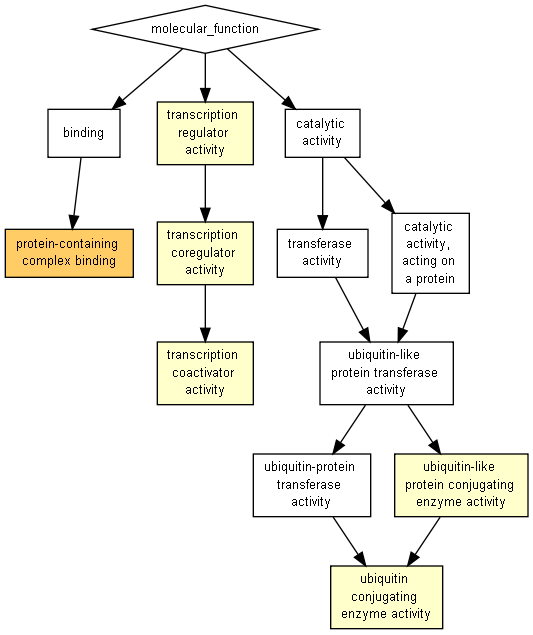 molecular_function
binding
transcription
regulator
activity
catalytic
activity
protein-containing
complex binding
transcription
coregulator
activity
transferase
activity
catalytic
activity,
acting on
a protein
transcription
coactivator
activity
ubiquitin-like
protein transferase
activity
ubiquitin-protein
transferase
activity
ubiquitin-like
protein conjugating
enzyme activity
ubiquitin
conjugating
enzyme activity